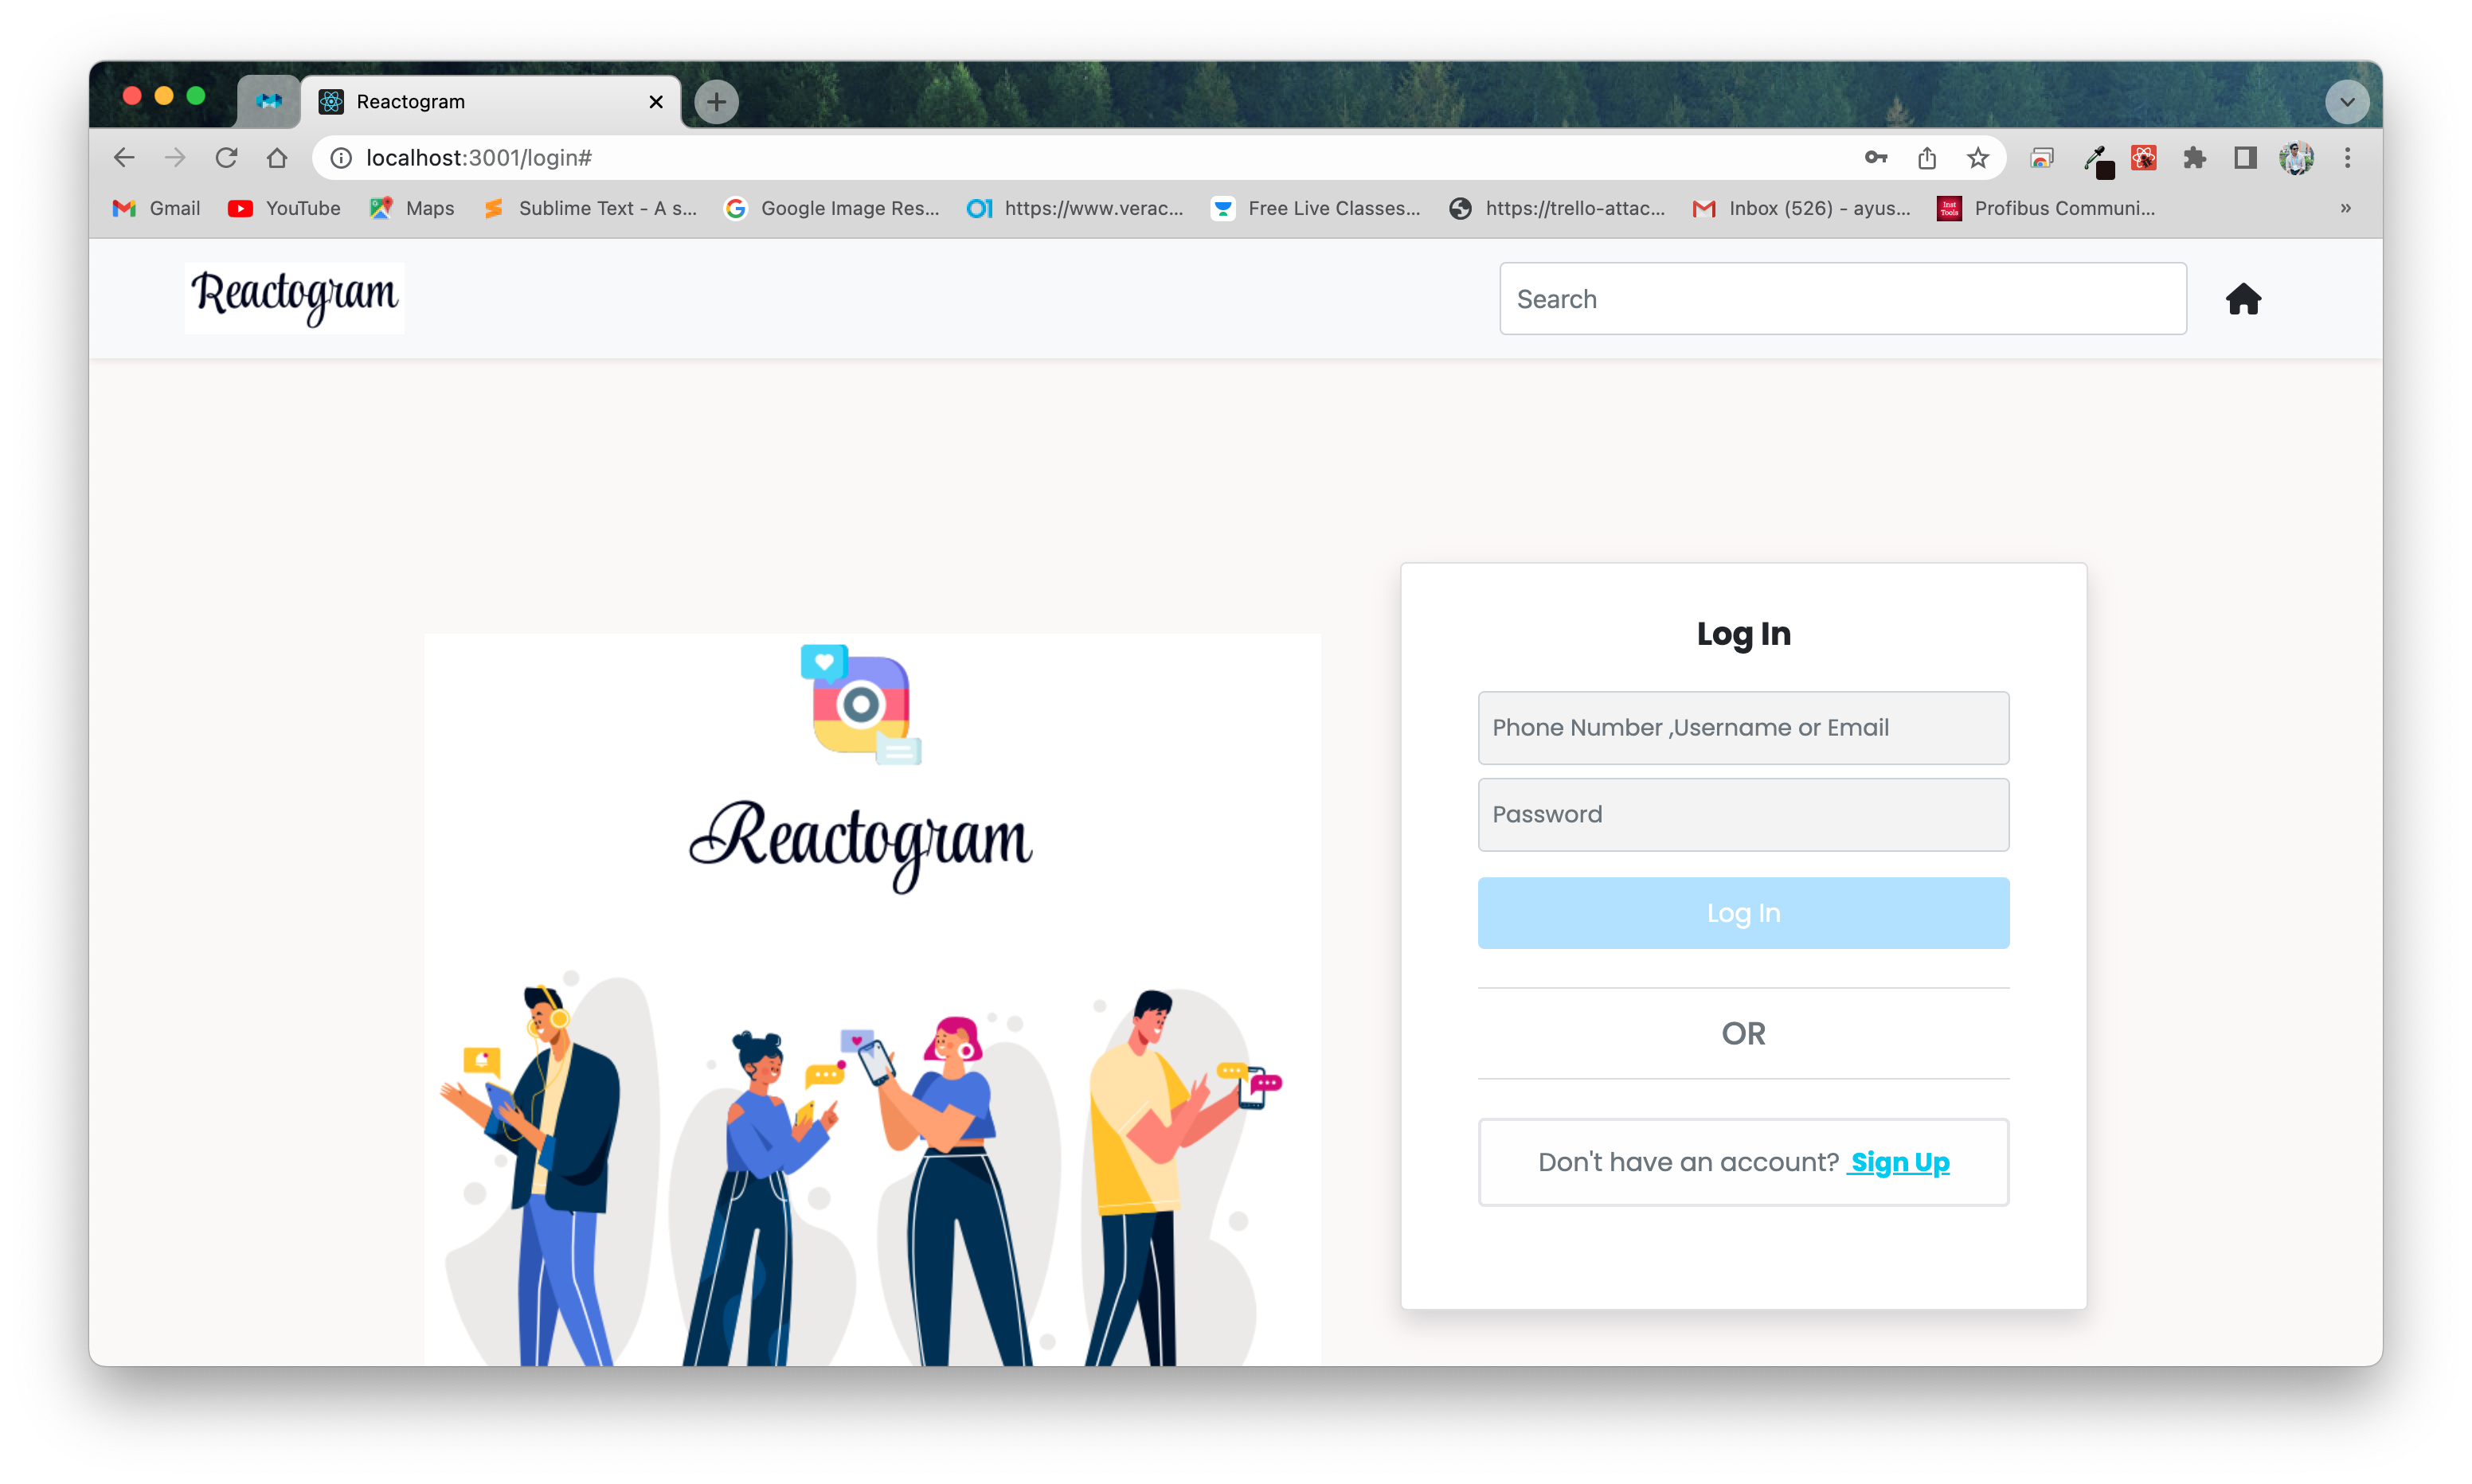 Reactogram
localhost:3001/login#
Gmail YouTube Maps Sublime Text - A s... Google Image Res... https://www.verac... Free Live Classes... https://trello-attac... Inbox (526) - ayus... Inst Tools Profibus Communi... »
Reactogram Search
Log In
Phone Number ,Username or Email
Password
Log In
OR
Don't have an account? Sign Up
Reactogram